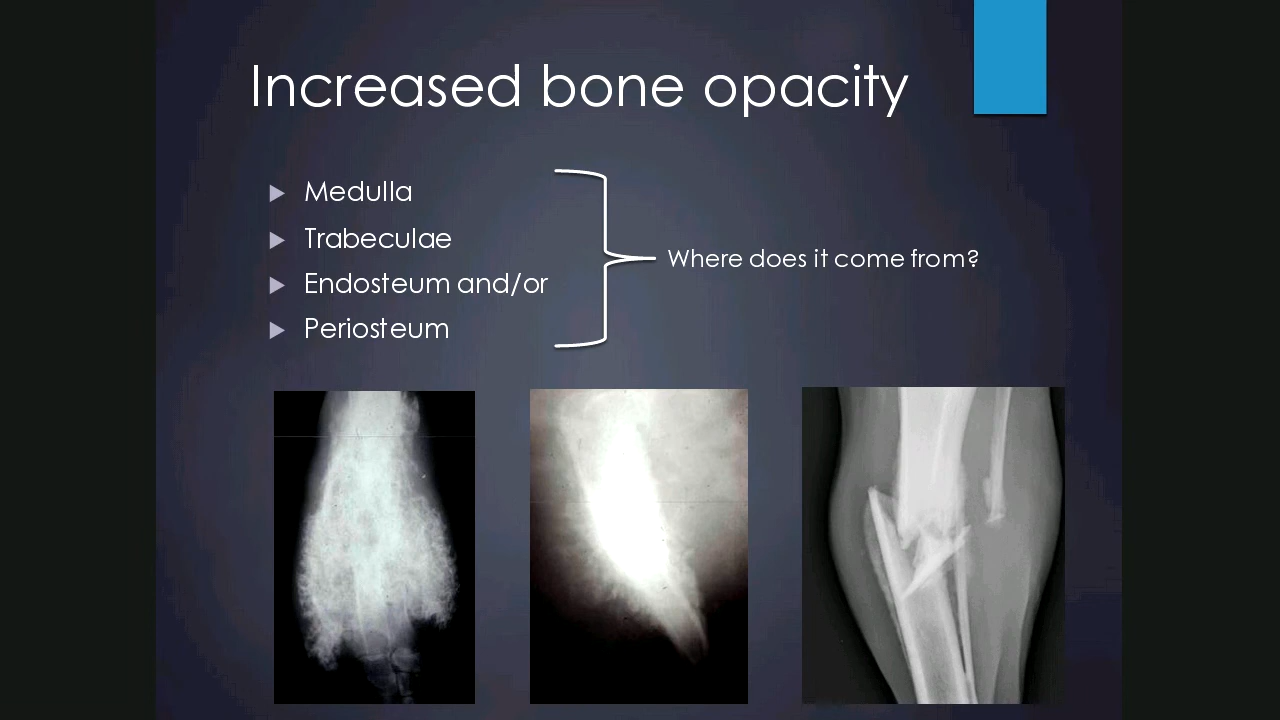 Increased bone opacity
Medulla
Trabeculae
Endosteum and/or
Periosteum
Where does it come from?